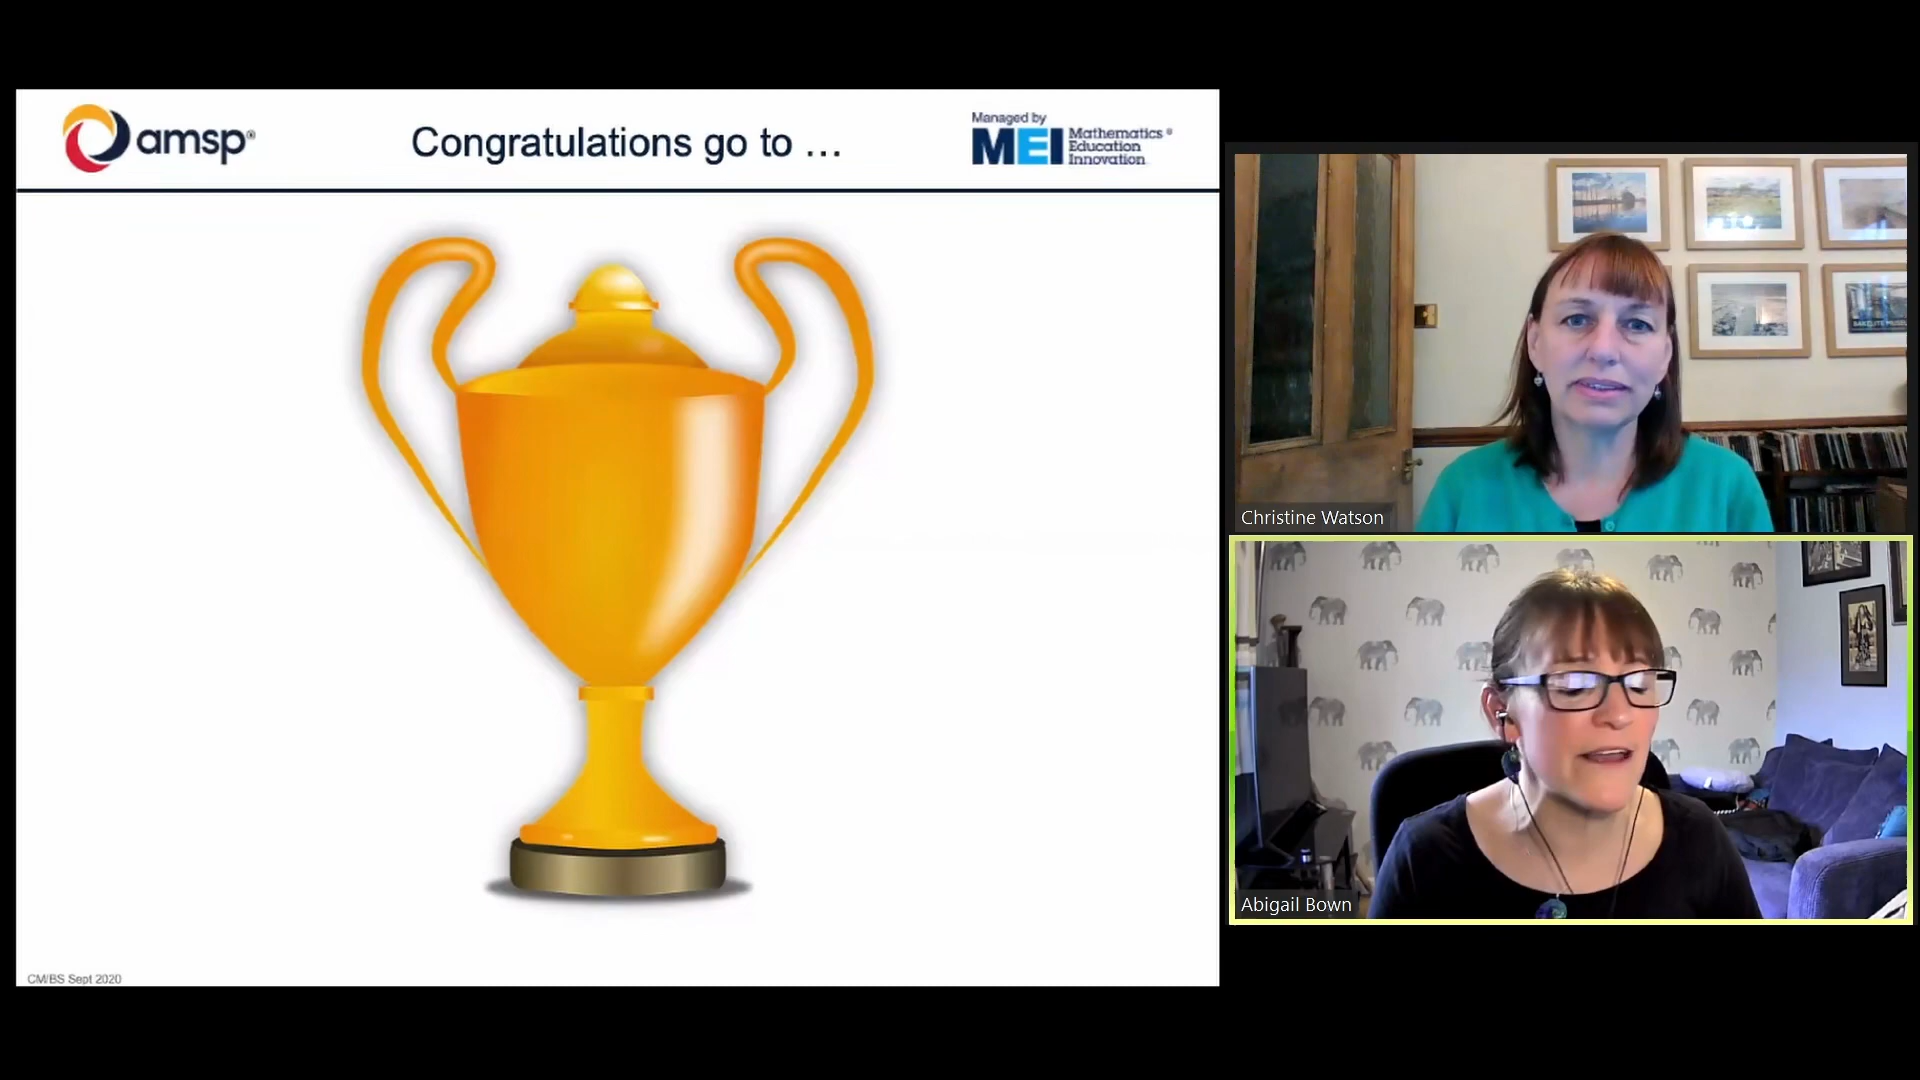 amsp®
Congratulations go to ...
Managed by
MEI Mathematics ®
Education
Innovation
Christine Watson
Abigail Bown
CM/BS Sept 2020